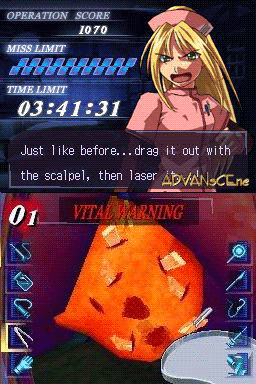 OPERATION SCORE
1070
MISS LIMIT
TIME LIMIT
03:41:31
Just like before...drag it out with
the scalpel, then laser
ADVANsCEne
01
VITAL WARNING